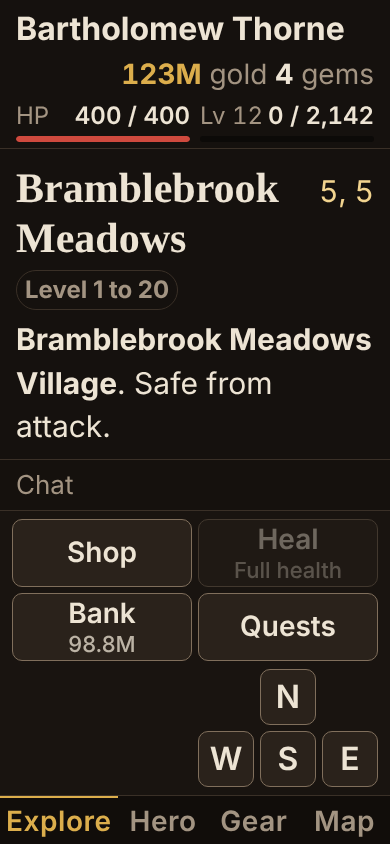 Bartholomew Thorne
123M gold 4 gems
HP 400 / 400 Lv 12 0 / 2,142
Bramblebrook Meadows 5, 5
Level 1 to 20
Bramblebrook Meadows
Village. Safe from
attack.
Chat
Shop
Heal
Full health
Bank
98.8M
Quests
N
W S E
Explore Hero Gear Map